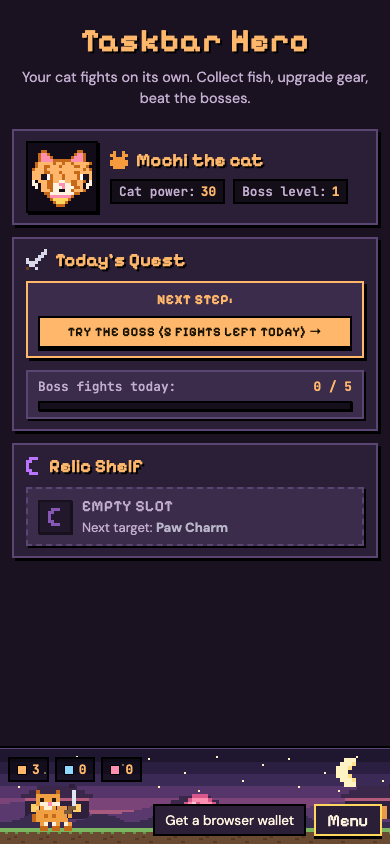 Taskbar Hero
Your cat fights on its own. Collect fish, upgrade gear,
beat the bosses.
Mochi the cat
Cat power: 30
Boss level: 1
Today's Quest
NEXT STEP:
TRY THE BOSS (5 FIGHTS LEFT TODAY) →
Boss fights today:
0 / 5
Relic Shelf
EMPTY SLOT
Next target: Paw Charm
3
0
0
Get a browser wallet
Menu